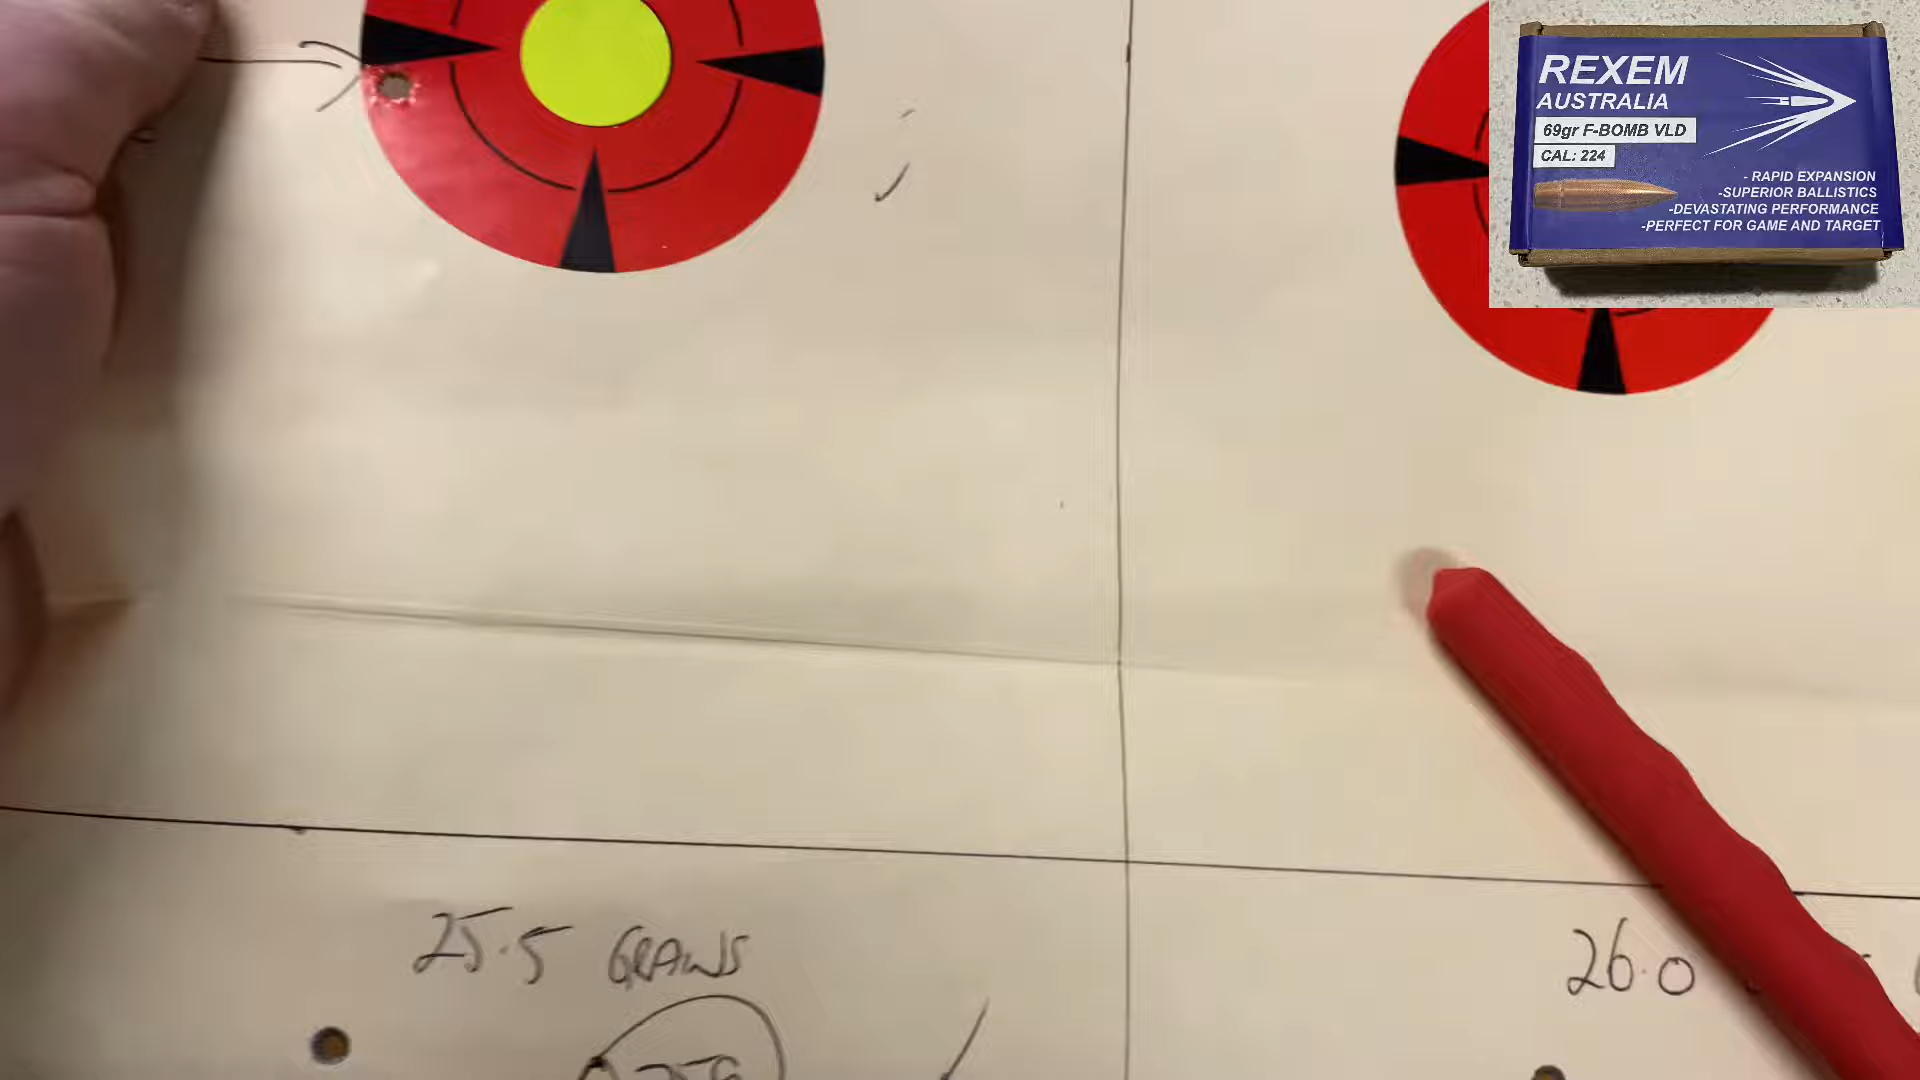 REXEM
AUSTRALIA
69gr F-BOMB VLD
CAL: 224
- RAPID EXPANSION
-SUPERIOR BALLISTICS
-DEVASTATING PERFORMANCE
-PERFECT FOR GAME AND TARGET
25.5 GRAINS
26.0